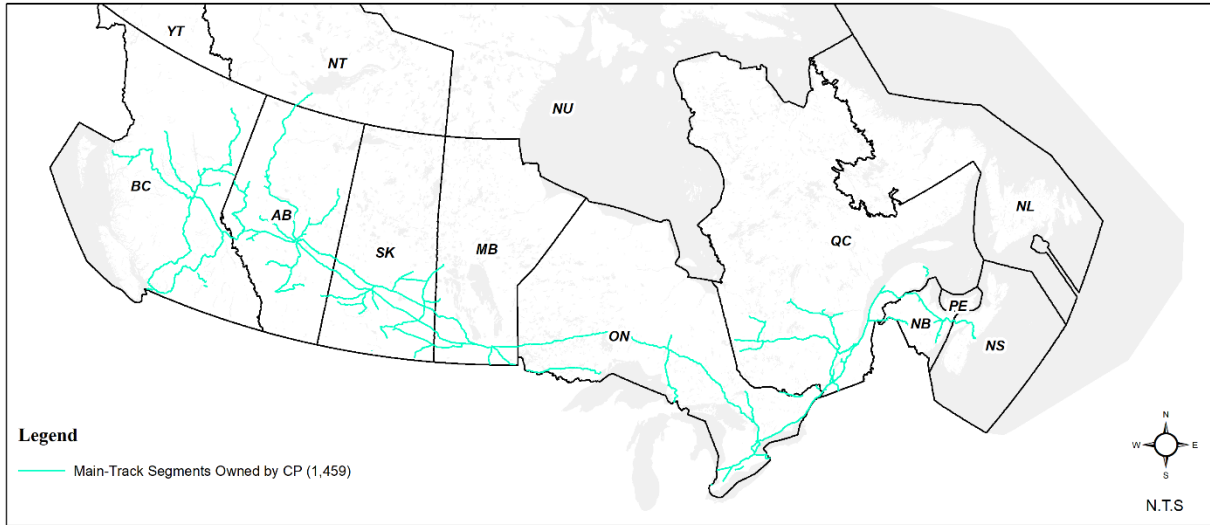 YT
NT
NU
BC
AB
SK
MB
ON
QC
NL
PE
NB
NS
Legend
Main-Track Segments Owned by CP (1,459)
N
W
E
S
N.T.S